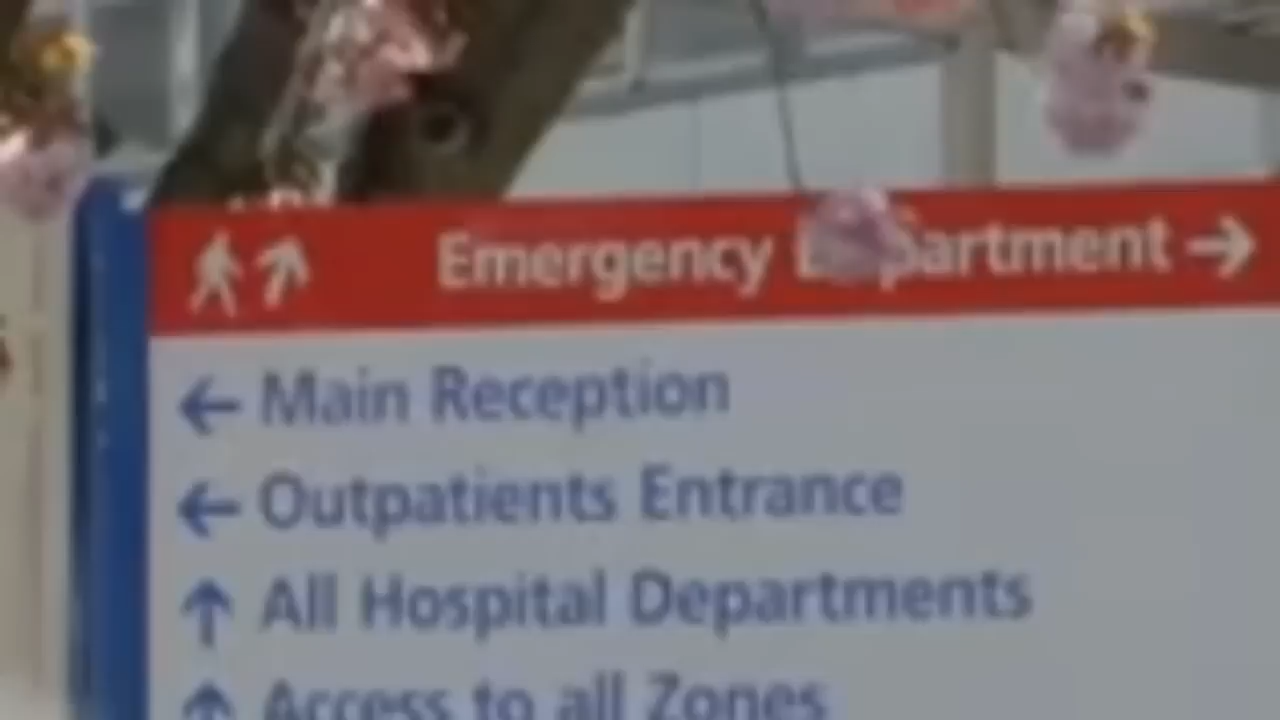 Emergency Department →
← Main Reception
← Outpatients Entrance
↑ All Hospital Departments
↑ Access to all Zones